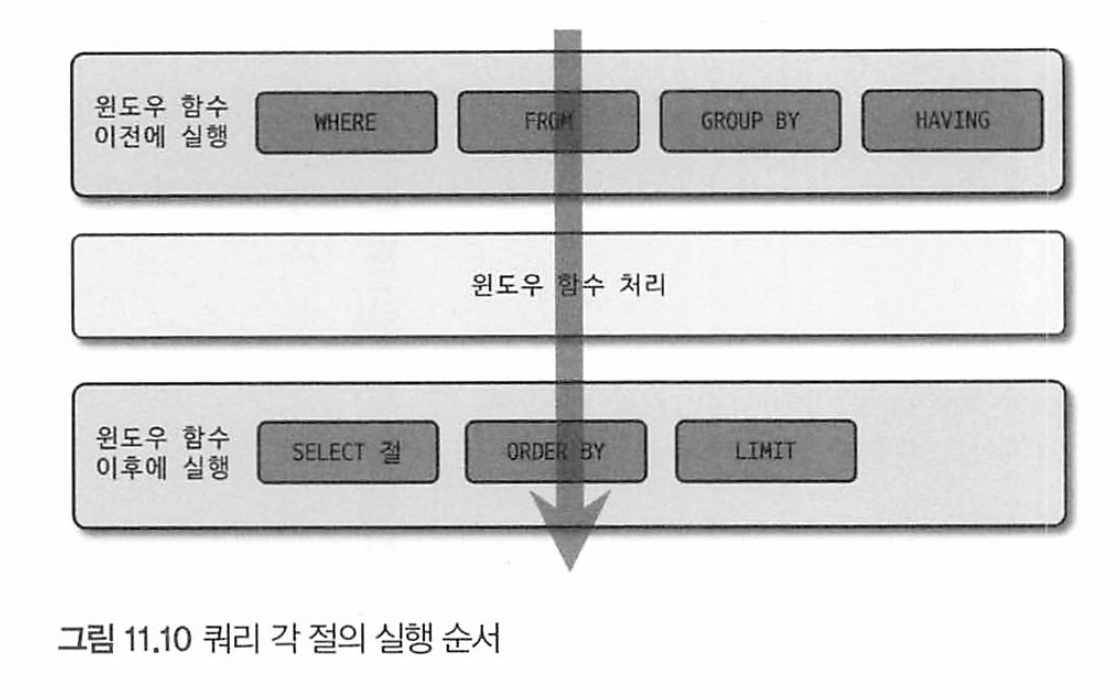 윈도우 함수
이전에 실행
WHERE
FROM
GROUP BY
HAVING
윈도우 함수 처리
윈도우 함수
이후에 실행
SELECT 절
ORDER BY
LIMIT
그림 11.10 쿼리 각 절의 실행 순서